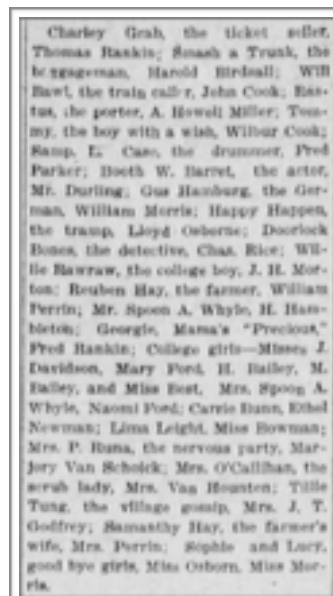 Charley Grab, the ticket seller,
Thomas Rankin; Smash a Trunk, the
baggageman, Harold Birdsall; Will
Bawl, the train caller, John Cook; Ras-
tus, the porter, A. Howell Miller; Tom-
my, the boy with a wish, Wilbur Cook;
Samp. L. Case, the drummer, Fred
Parker; Booth W. Barret, the actor,
Mr. Durling; Gus Hamburg, the Ger-
man, William Morris; Happy Happen,
the tramp, Lloyd Osborne; Doorlock
Bones, the detective, Chas. Rice; Wil-
lie Rawraw, the college boy, J. H. Mor-
ton; Reuben Hay, the farmer, William
Perrin; Mr. Spoon A. Whyle, H. Ham-
bleton; Georgie, Mama's "Precious,"
Fred Rankin; College girls—Misses J.
Davidson, Mary Ford, H. Bailey, M.
Bailey, and Miss Best, Mrs. Spoon A.
Whyle, Naomi Ford; Carrie Bunn, Ethel
Newman; Lima Leight, Miss Bowman;
Mrs. P. Runa, the nervous party, Mar-
jory Van Schoick; Mrs. O'Callihan, the
scrub lady, Mrs. Van Hounten; Tillie
Tung, the village gossip, Mrs. J. T.
Godfrey; Samanthy Hay, the farmer's
wife, Mrs. Perrin; Sophie and Lucy,
good bye girls, Miss Osborn, Miss Mor-
ris.